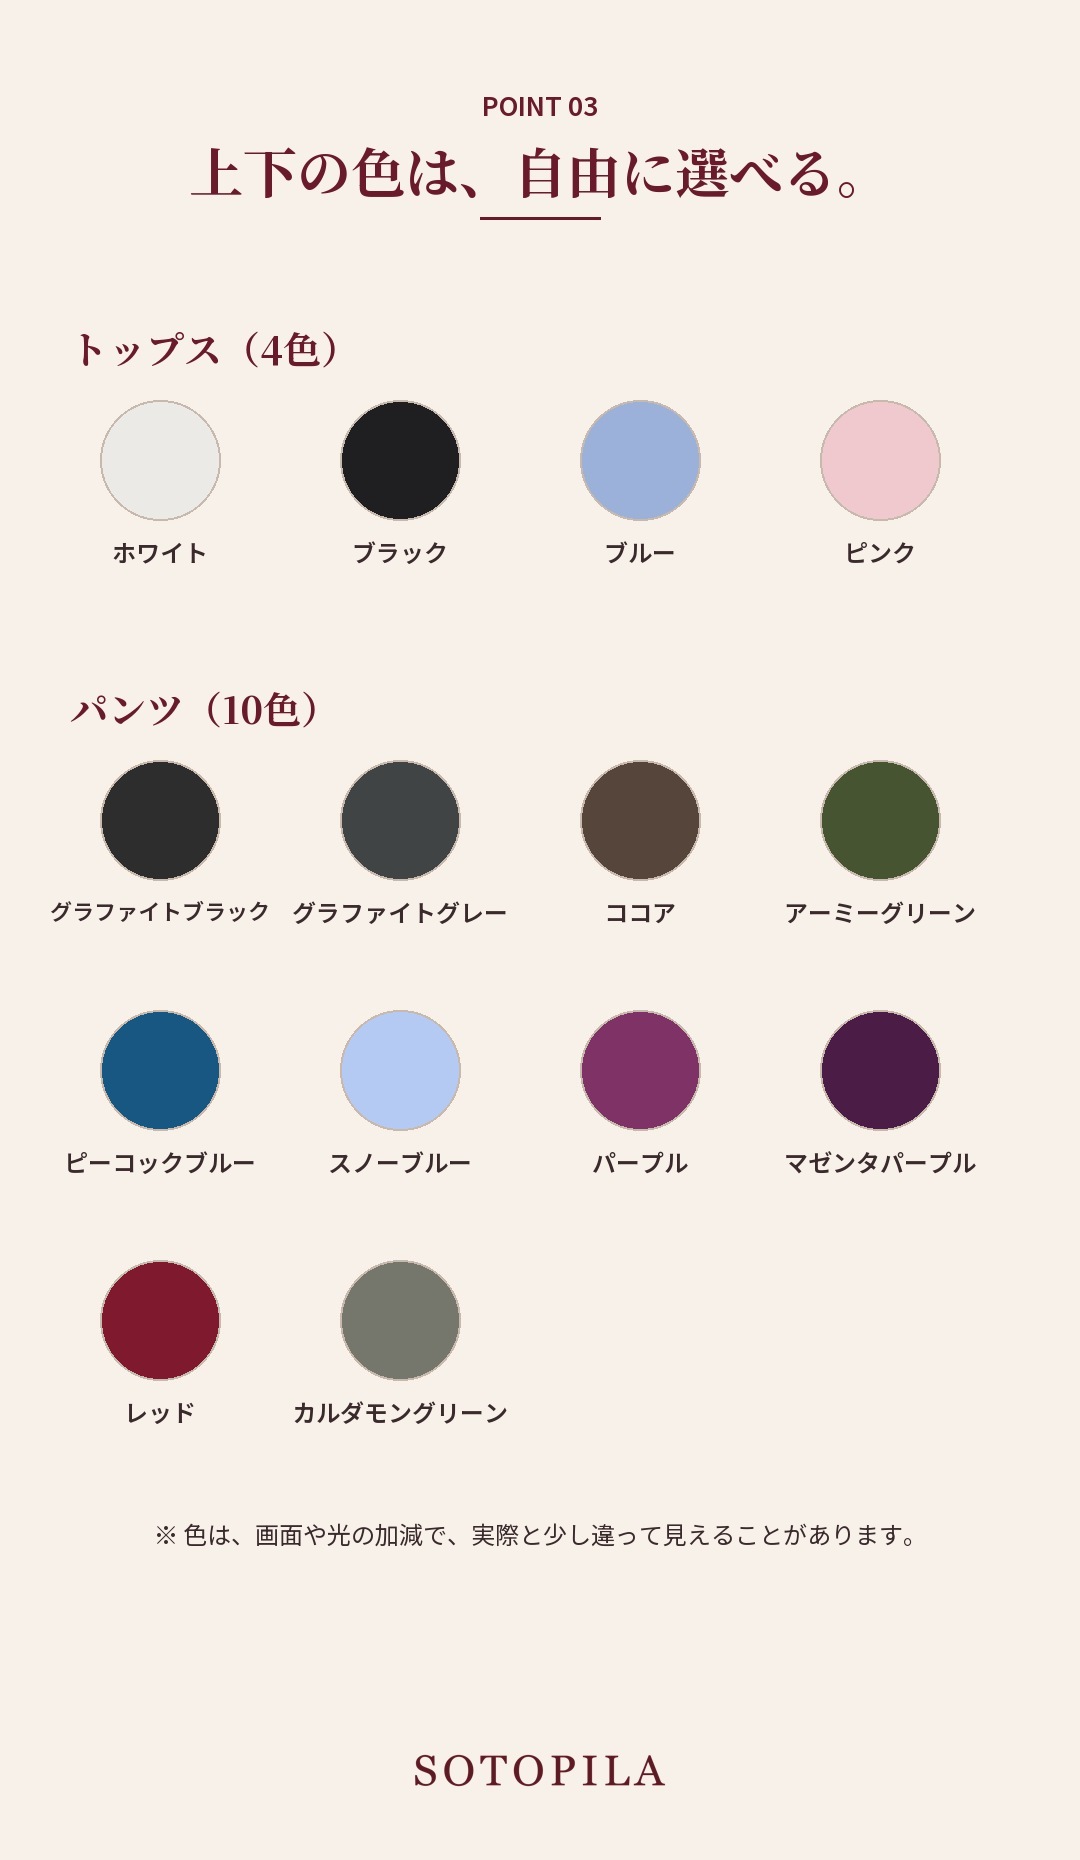 POINT 03
上下の色は、自由に選べる。
トップス（4色）
ホワイト ブラック ブルー ピンク
パンツ（10色）
グラファイトブラック グラファイトグレー ココア アーミーグリーン
ピーコックブルー スノーブルー パープル マゼンタパープル
レッド カルダモングリーン
※ 色は、画面や光の加減で、実際と少し違って見えることがあります。
SOTOPILA